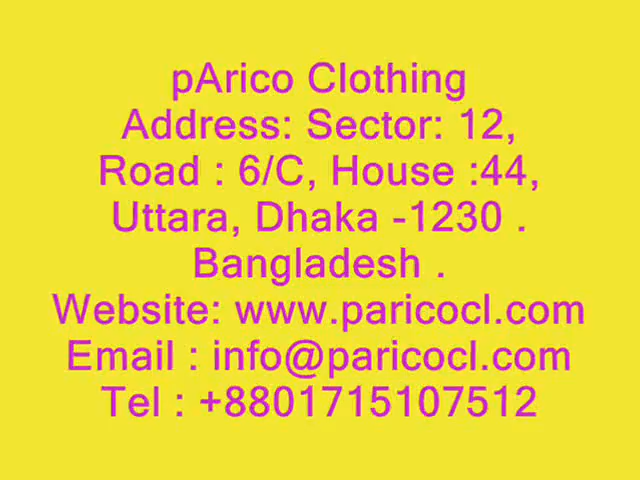 pArico Clothing
Address: Sector: 12,
Road : 6/C, House :44,
Uttara, Dhaka -1230 .
Bangladesh .
Website: www.paricocl.com
Email : info@paricocl.com
Tel : +8801715107512